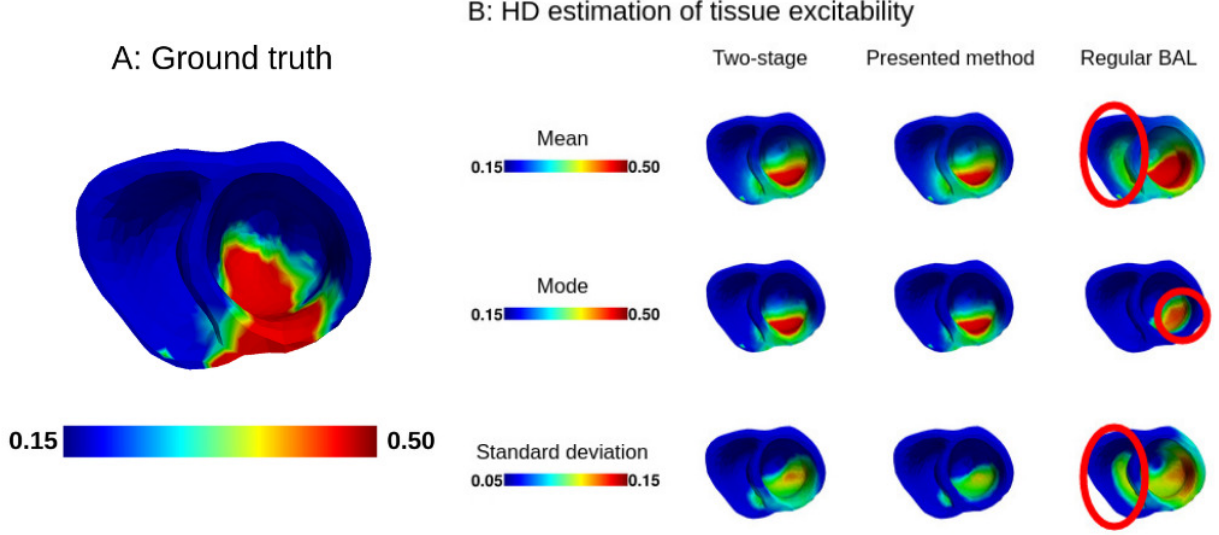 B: HD estimation of tissue excitability
A: Ground truth
Two-stage Presented method Regular BAL
Mean
0.15 0.50
Mode
0.15 0.50
0.15 0.50
Standard deviation
0.05 0.15